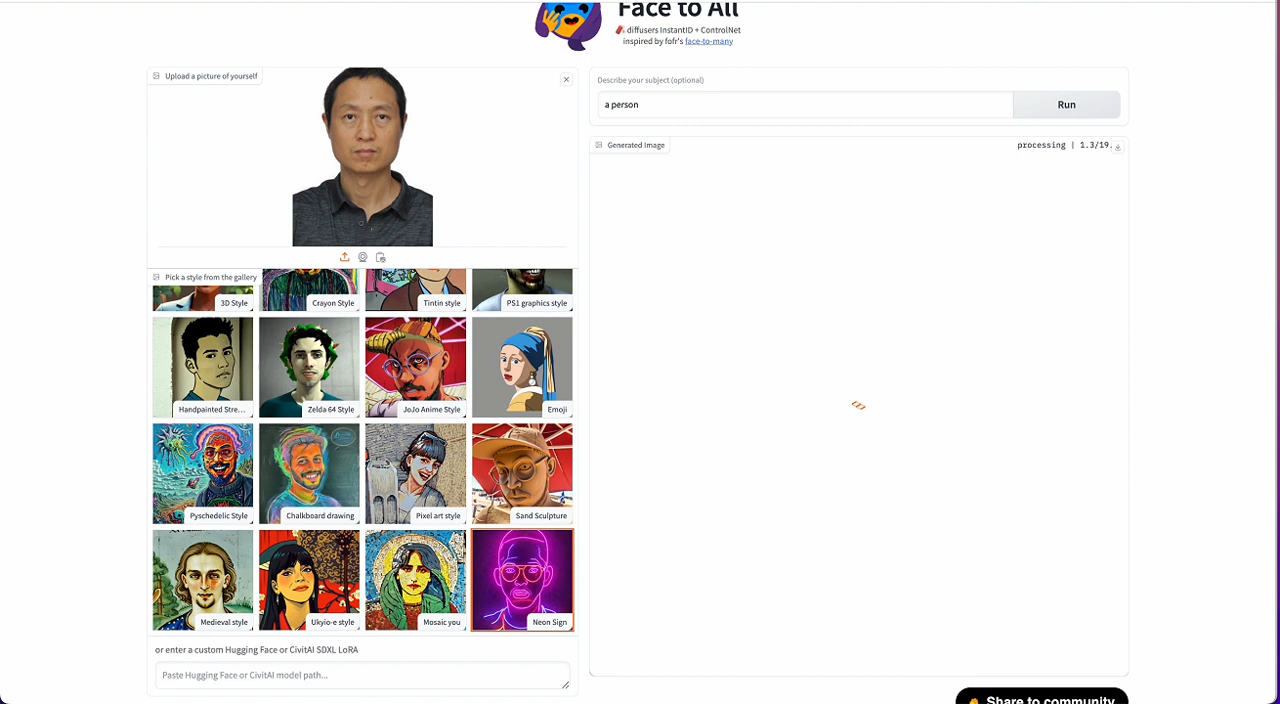 Face to All
🧨 diffusers InstantID + ControlNet
inspired by fofr's face-to-many
Upload a picture of yourself
Describe your subject (optional)
a person
Run
Generated Image
processing | 1.3/19.
Pick a style from the gallery
3D Style
Crayon Style
Tintin style
PS1 graphics style
Handpainted Stre...
Zelda 64 Style
JoJo Anime Style
Emoji
Pyschedelic Style
Chalkboard drawing
Pixel art style
Sand Sculpture
Medieval style
Ukyio-e style
Mosaic you
Neon Sign
or enter a custom Hugging Face or CivitAI SDXL LoRA
Paste Hugging Face or CivitAI model path...
Share to community